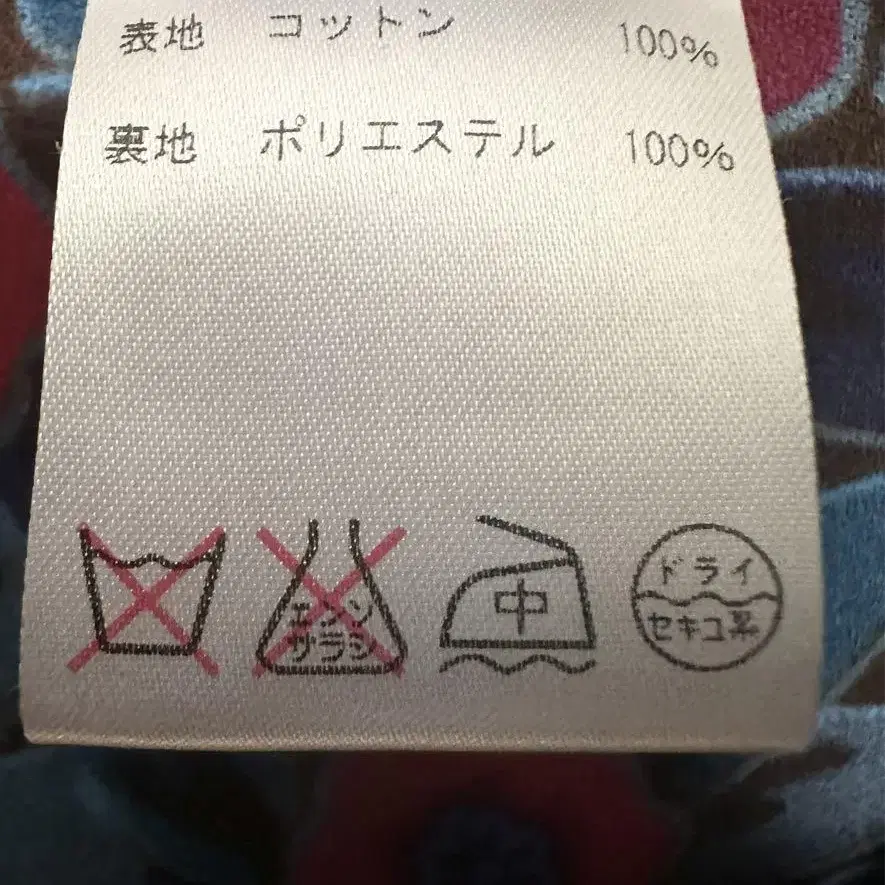 表地 コットン 100%
裏地 ポリエステル 100%
エンソ
サラシ
中
ドライ
セキユ系